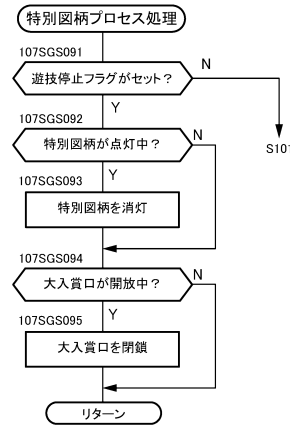 特別図柄プロセス処理
107SGS091
遊技停止フラグがセット？
N
Y
S101
107SGS092
特別図柄が点灯中？
N
Y
107SGS093
特別図柄を消灯
107SGS094
大入賞口が開放中？
N
Y
107SGS095
大入賞口を閉鎖
リターン